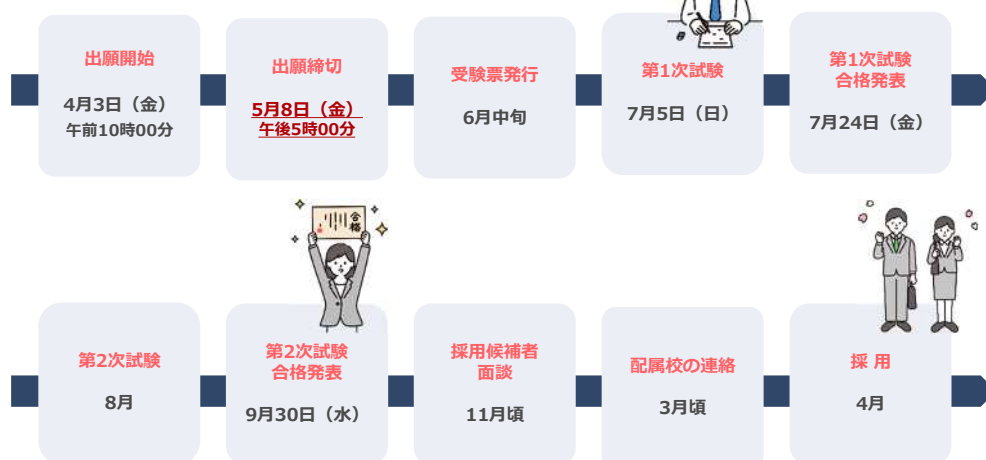 出願開始
4月3日（金）
午前10時00分
出願締切
5月8日（金）
午後5時00分
受験票発行
6月中旬
第1次試験
7月5日（日）
第1次試験
合格発表
7月24日（金）
合格
第2次試験
8月
第2次試験
合格発表
9月30日（水）
採用候補者
面談
11月頃
配属校の連絡
3月頃
採 用
4月